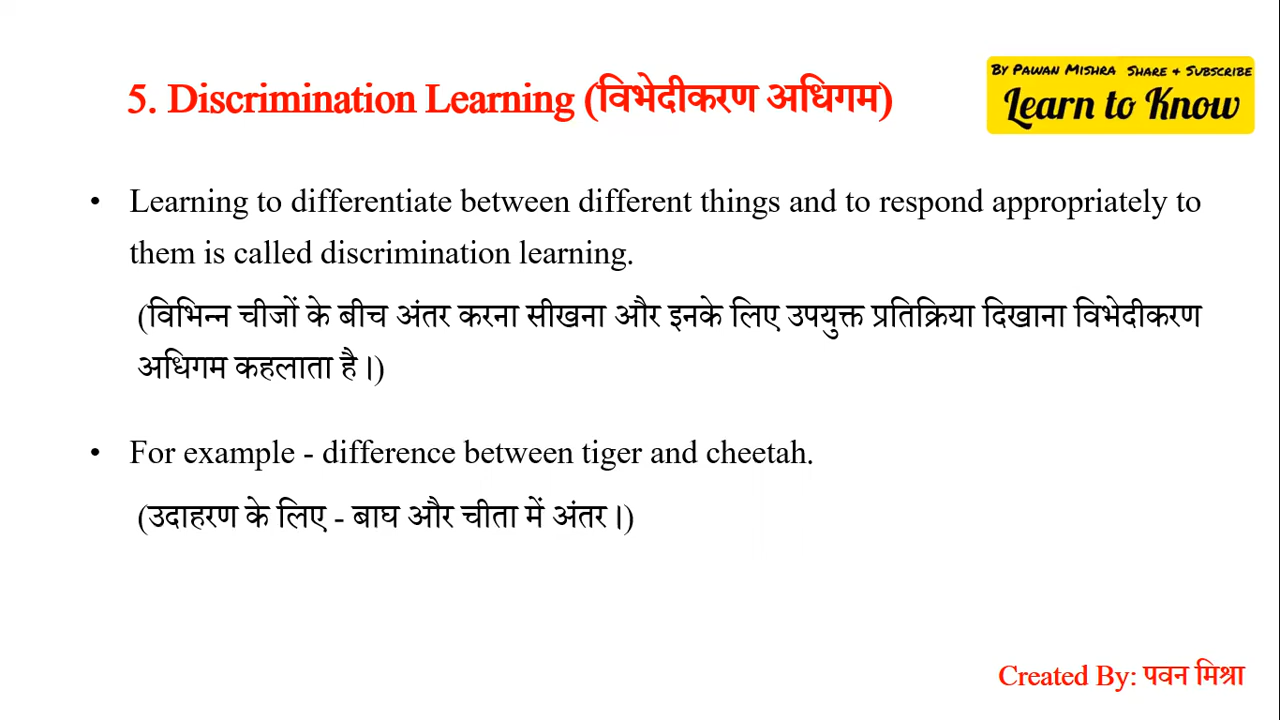 5. Discrimination Learning (विभेदीकरण अधिगम)
BY PAWAN MISHRA SHARE + SUBSCRIBE
Learn to Know
• Learning to differentiate between different things and to respond appropriately to
them is called discrimination learning.
(विभिन्न चीजों के बीच अंतर करना सीखना और इनके लिए उपयुक्त प्रतिक्रिया दिखाना विभेदीकरण
अधिगम कहलाता है।)
• For example - difference between tiger and cheetah.
(उदाहरण के लिए - बाघ और चीता में अंतर।)
Created By: पवन मिश्रा